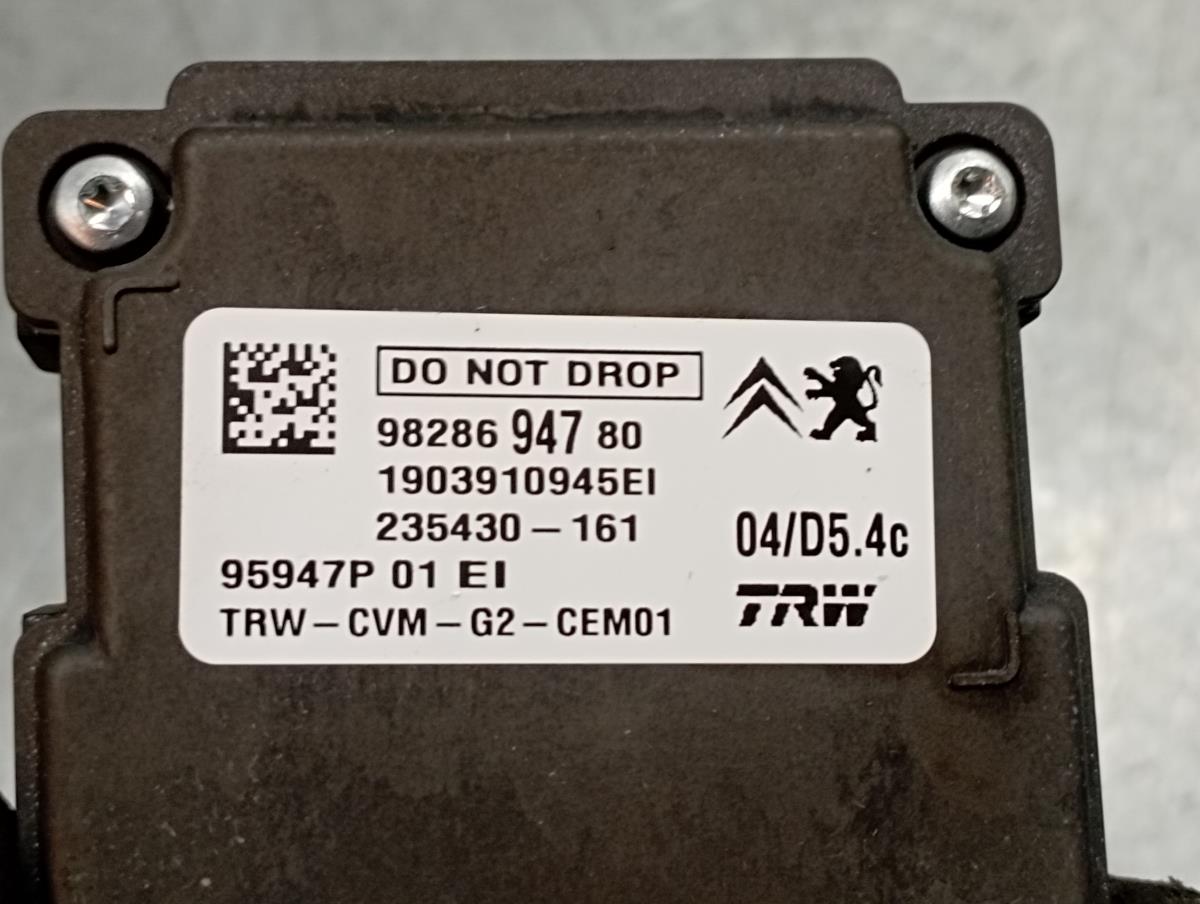 DO NOT DROP
98286 947 80
1903910945EI
235430-161
04/D5.4c
95947P 01 EI
TRW-CVM-G2-CEM01
TRW